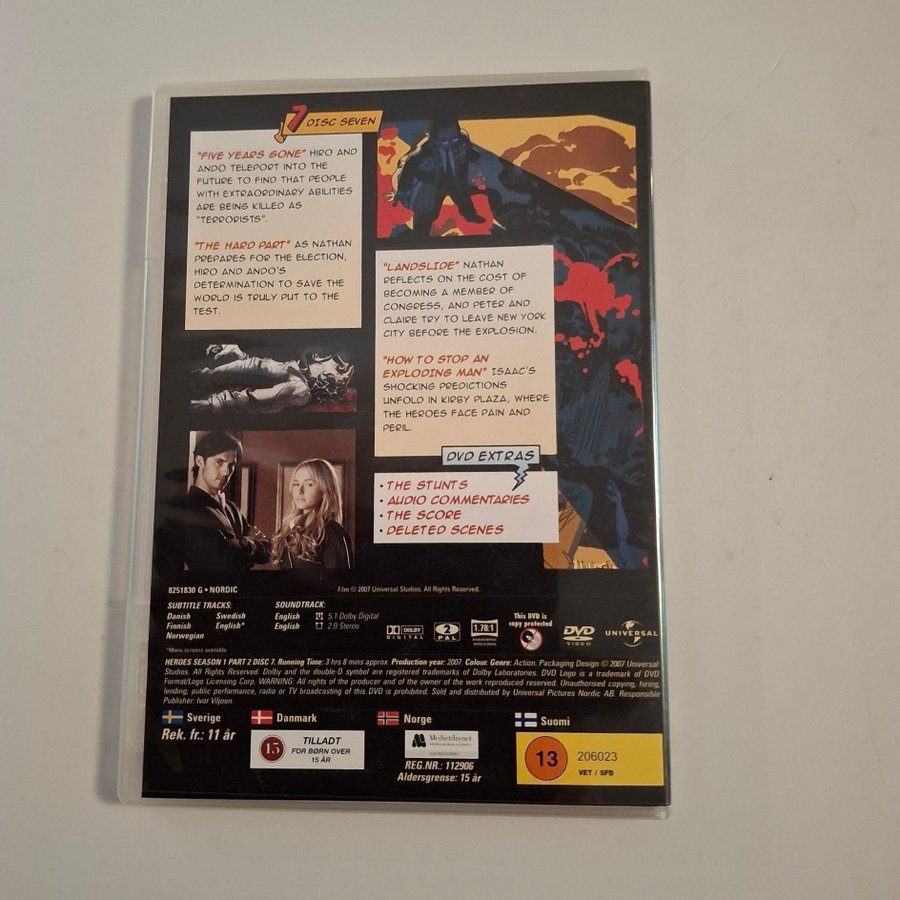 7 DISC SEVEN
"FIVE YEARS GONE" HIRO AND
ANDO TELEPORT INTO THE
FUTURE TO FIND THAT PEOPLE
WITH EXTRAORDINARY ABILITIES
ARE BEING KILLED AS
"TERRORISTS".
"THE HARD PART" AS NATHAN
PREPARES FOR THE ELECTION,
HIRO AND ANDO'S
DETERMINATION TO SAVE THE
WORLD IS TRULY PUT TO THE
TEST.
"LANDSLIDE" NATHAN
REFLECTS ON THE COST OF
BECOMING A MEMBER OF
CONGRESS, AND PETER AND
CLAIRE TRY TO LEAVE NEW YORK
CITY BEFORE THE EXPLOSION.
"HOW TO STOP AN
EXPLODING MAN" ISAAC'S
SHOCKING PREDICTIONS
UNFOLD IN KIRBY PLAZA, WHERE
THE HEROES FACE PAIN AND
PERIL.
DVD EXTRAS
• THE STUNTS
• AUDIO COMMENTARIES
• THE SCORE
• DELETED SCENES
8251830 G • NORDIC
Film © 2007 Universal Studios. All Rights Reserved.
SUBTITLE TRACKS:
Danish Swedish
Finnish English*
Norwegian
*Menu screens available
SOUNDTRACK:
English 5.1 Dolby Digital
English 2.0 Stereo
DOLBY
DIGITAL
2
PAL
1.78:1
This DVD is
copy protected
DVD
VIDEO
UNIVERSAL
HEROES SEASON 1 PART 2 DISC 7. Running Time: 3 hrs 8 mins approx. Production year: 2007. Colour. Genre: Action. Packaging Design © 2007 Universal
Studios. All Rights Reserved. Dolby and the double-D symbol are registered trademarks of Dolby Laboratories. DVD Logo is a trademark of DVD
Format/Logo Licensing Corp. WARNING: All rights of the producer and of the owner of the work reproduced reserved. Unauthorised copying, hiring,
lending, public performance, radio or TV broadcasting of this DVD is prohibited. Sold and distributed by Universal Pictures Nordic AB. Responsible
Publisher: Ivor Viljoen.
Sverige
Rek. fr.: 11 år
Danmark
15
TILLADT
FOR BØRN OVER
15 ÅR
Norge
Medietilsynet
REG.NR.: 112906
Aldersgrense: 15 år
Suomi
13
206023
VET / SFB